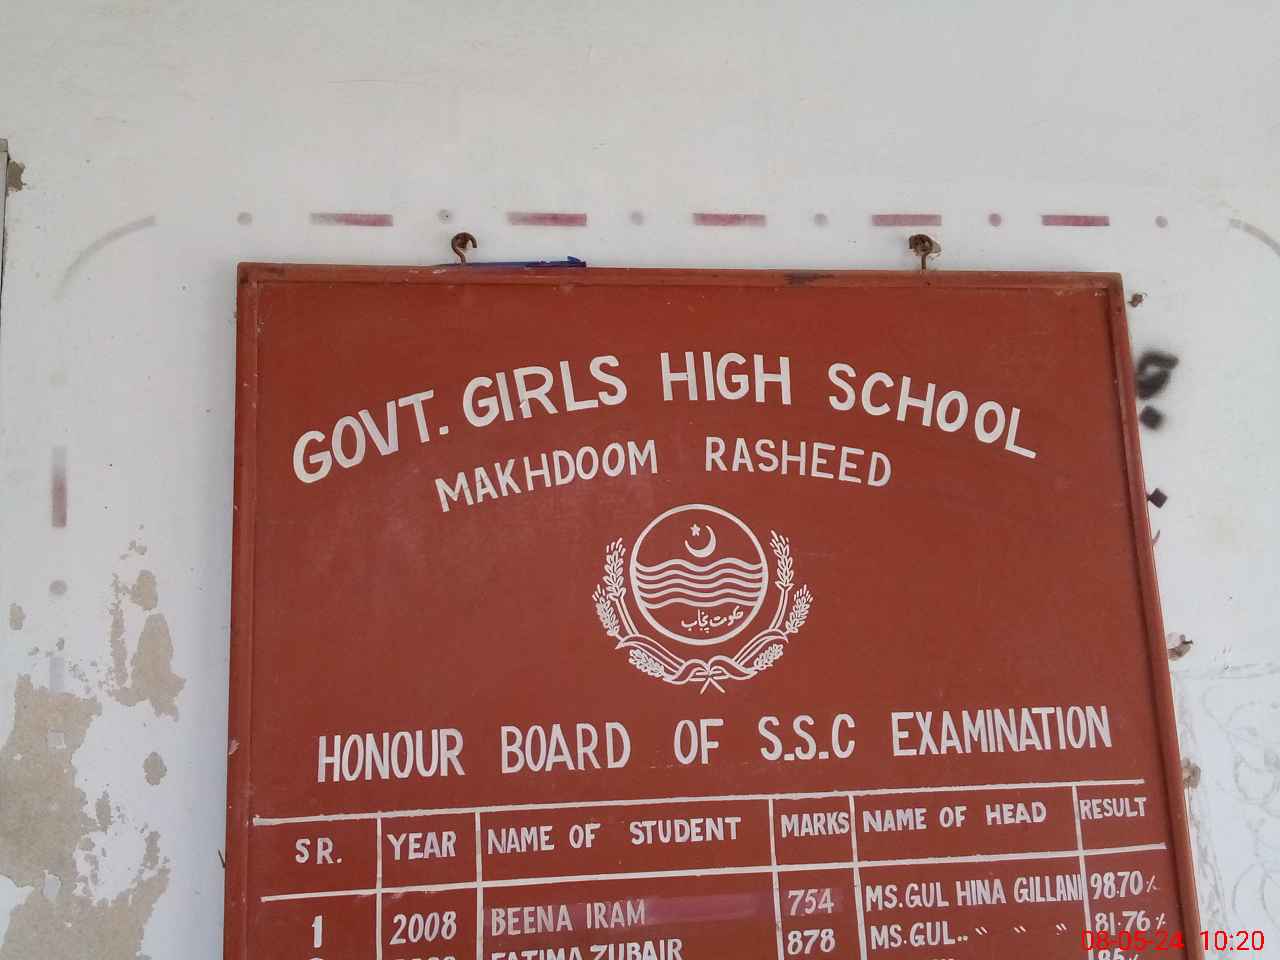 GOVT. GIRLS HIGH SCHOOL
MAKHDOOM RASHEED
حکومت پنجاب
HONOUR BOARD OF S.S.C EXAMINATION
SR. YEAR NAME OF STUDENT MARKS NAME OF HEAD RESULT
1 2008 BEENA IRAM 754 MS. GUL HINA GILLANI 98.70%
FATIMA ZUBAIR 878 MS. GUL.. " " " 81.76%
08-05-24 10:20